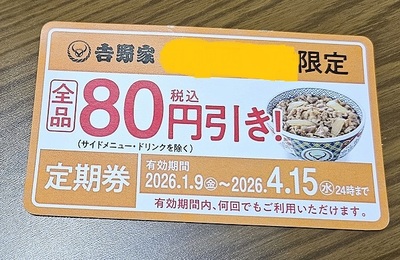 吉野家 限定
全品80円引き！
税込
(サイドメニュー・ドリンクを除く)
定期券
有効期間
2026.1.9㊎～2026.4.15㊌24時まで
有効期間内、何回でもご利用いただけます。